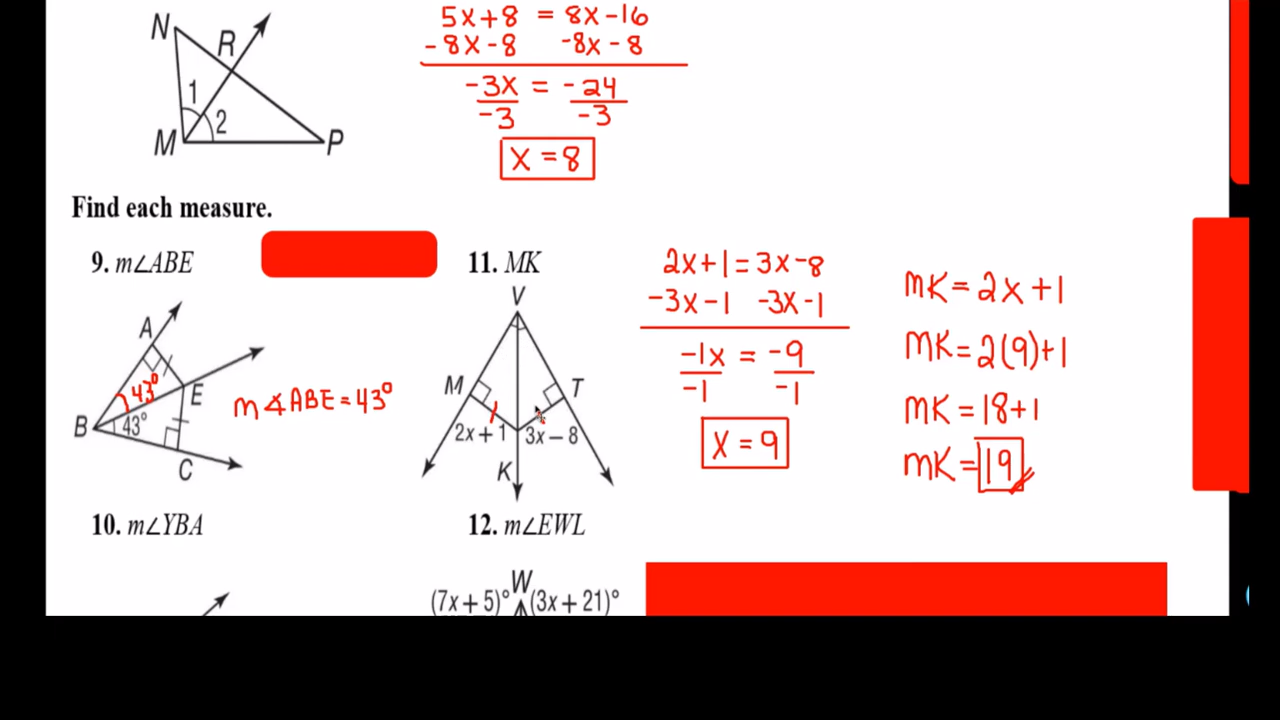 N
R
1
2
M
P
5x+8 = 8x-16
-8x-8 -8x-8
-3x = -24
-3 -3
x = 8
Find each measure.
9. m∠ABE
A
43°
E
B
43°
C
m∡ABE=43°
10. m∠YBA
11. MK
V
M
T
2x + 1
3x – 8
K
2x+1=3x-8
-3x-1 -3x-1
-1x = -9
-1 -1
x = 9
MK=2x+1
MK=2(9)+1
MK=18+1
MK=19
12. m∠EWL
W
(7x + 5)° (3x + 21)°